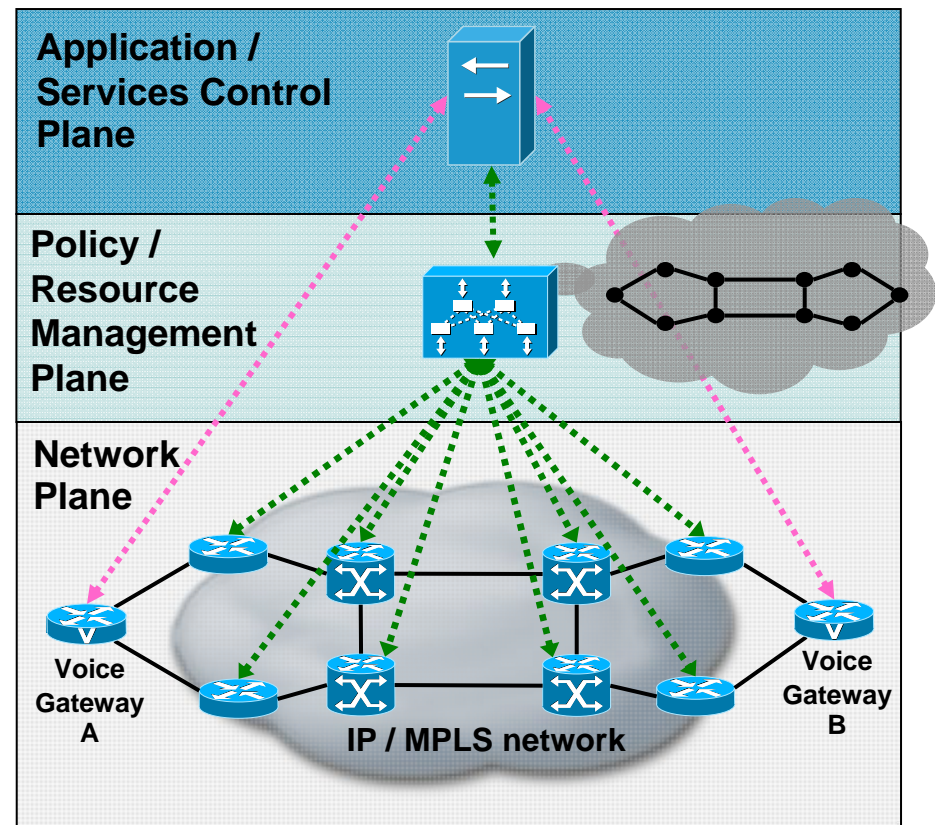 Application /
Services Control
Plane
Policy /
Resource
Management
Plane
Network
Plane
V
Voice
Gateway
A
V
Voice
Gateway
B
IP / MPLS network